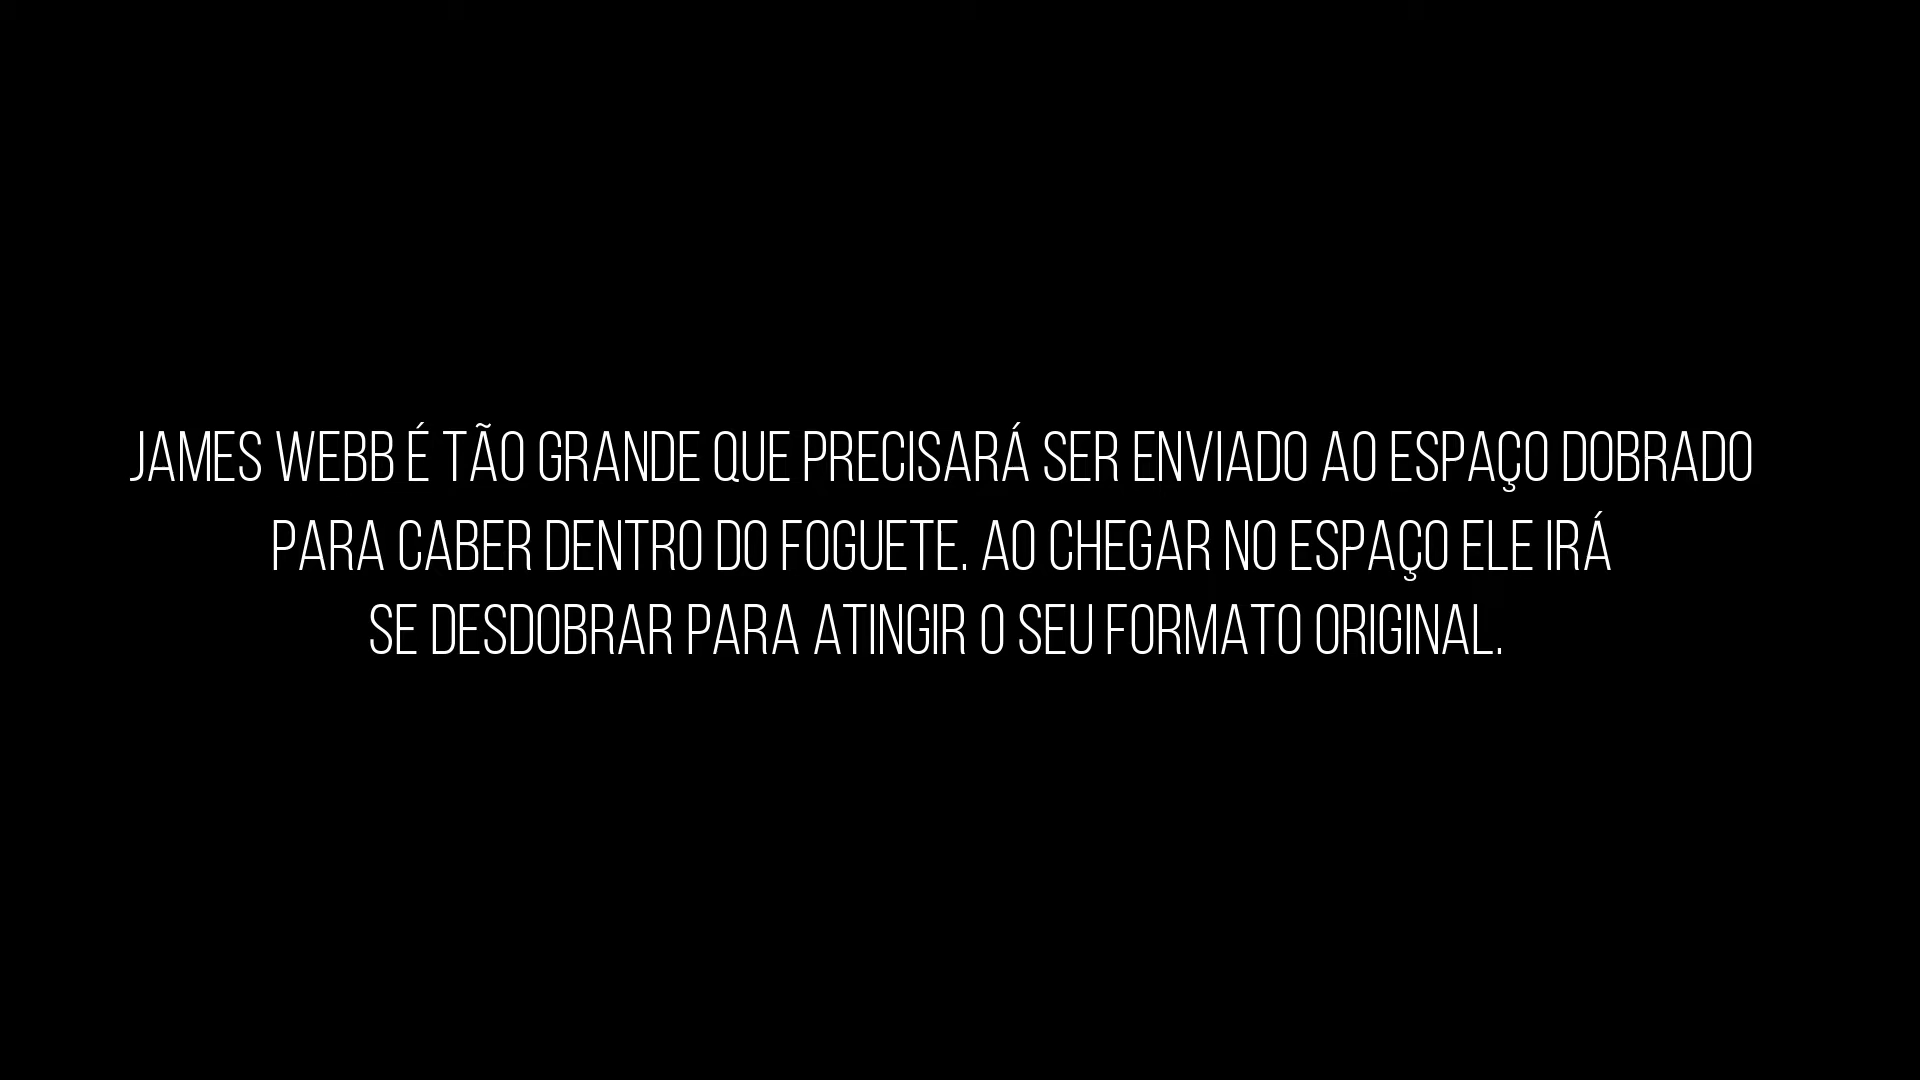 JAMES WEBB É TÃO GRANDE QUE PRECISARÁ SER ENVIADO AO ESPAÇO DOBRADO
PARA CABER DENTRO DO FOGUETE. AO CHEGAR NO ESPAÇO ELE IRÁ
SE DESDOBRAR PARA ATINGIR O SEU FORMATO ORIGINAL.